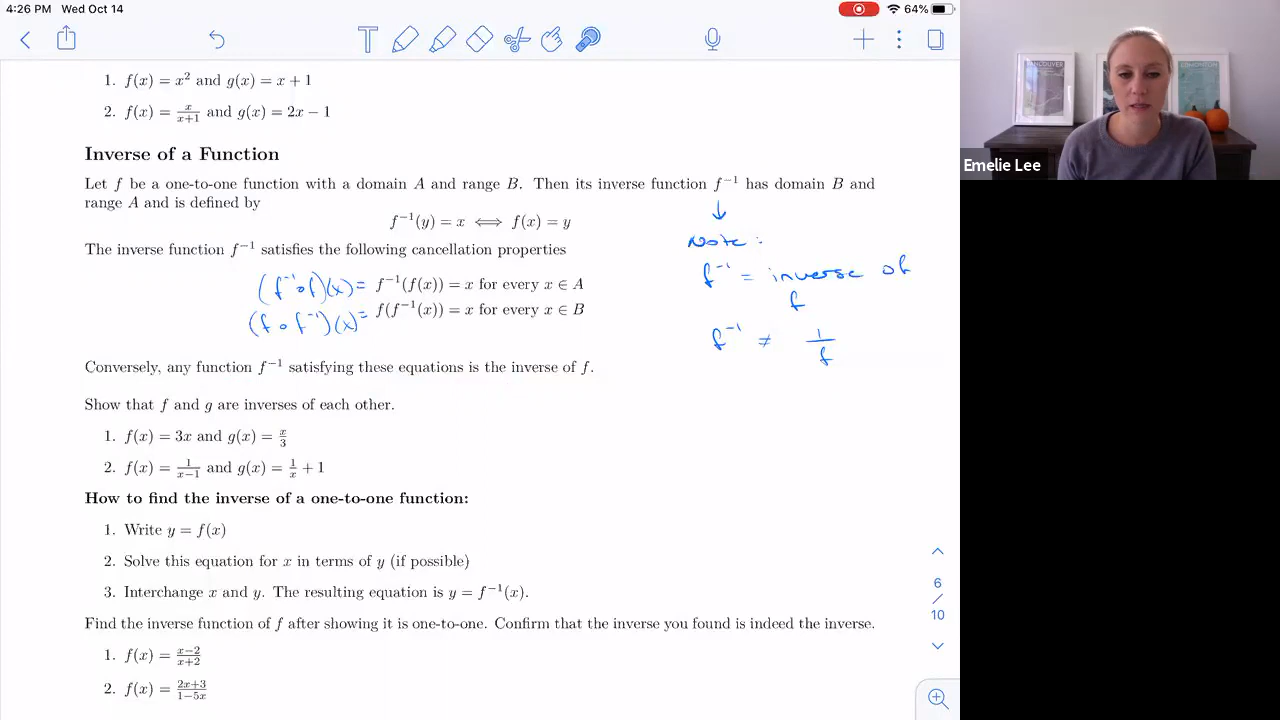 4:26 PM Wed Oct 14
64%
1. f(x) = x² and g(x) = x + 1
2. f(x) = x/(x+1) and g(x) = 2x − 1
Inverse of a Function
Let f be a one-to-one function with a domain A and range B. Then its inverse function f⁻¹ has domain B and
range A and is defined by
f⁻¹(y) = x ⟺ f(x) = y
Note:
The inverse function f⁻¹ satisfies the following cancellation properties
f⁻¹ = inverse of
f
(f⁻¹∘f)(x) = f⁻¹(f(x)) = x for every x ∈ A
(f∘f⁻¹)(x) = f(f⁻¹(x)) = x for every x ∈ B
f⁻¹ ≠ 1/f
Conversely, any function f⁻¹ satisfying these equations is the inverse of f.
Show that f and g are inverses of each other.
1. f(x) = 3x and g(x) = x/3
2. f(x) = 1/(x−1) and g(x) = 1/x + 1
How to find the inverse of a one-to-one function:
1. Write y = f(x)
2. Solve this equation for x in terms of y (if possible)
3. Interchange x and y. The resulting equation is y = f⁻¹(x).
Find the inverse function of f after showing it is one-to-one. Confirm that the inverse you found is indeed the inverse.
1. f(x) = (x−2)/(x+2)
2. f(x) = (2x+3)/(1−5x)
6
/
10
VANCOUVER
EDMONTON
Emelie Lee